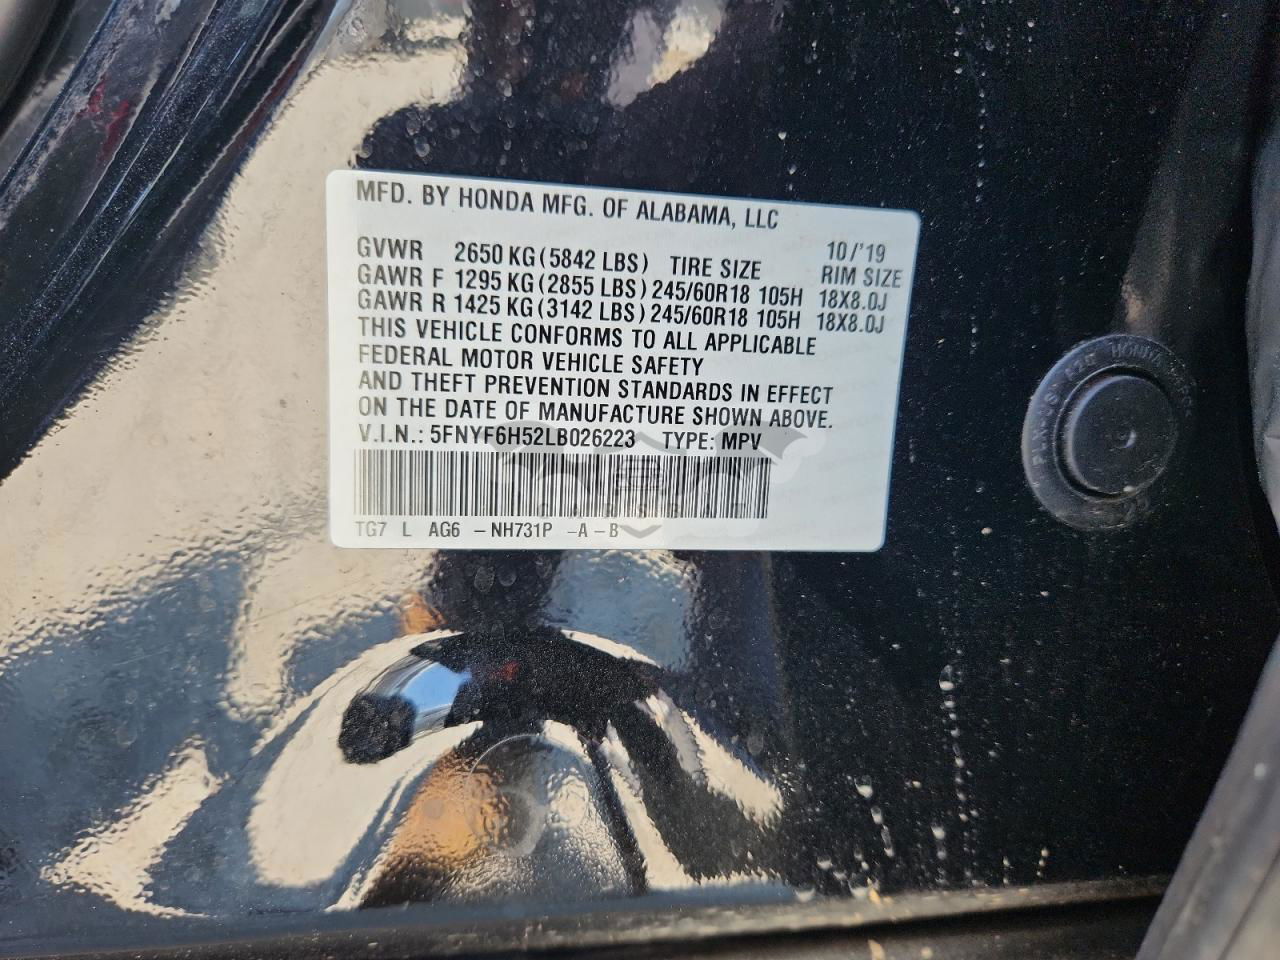 MFD. BY HONDA MFG. OF ALABAMA, LLC
10/'19
GVWR 2650 KG (5842 LBS) TIRE SIZE RIM SIZE
GAWR F 1295 KG (2855 LBS) 245/60R18 105H 18X8.0J
GAWR R 1425 KG (3142 LBS) 245/60R18 105H 18X8.0J
THIS VEHICLE CONFORMS TO ALL APPLICABLE
FEDERAL MOTOR VEHICLE SAFETY
AND THEFT PREVENTION STANDARDS IN EFFECT
ON THE DATE OF MANUFACTURE SHOWN ABOVE.
V.I.N.: 5FNYF6H52LB026223 TYPE: MPV
TG7 L AG6 -NH731P -A-B
HONDA